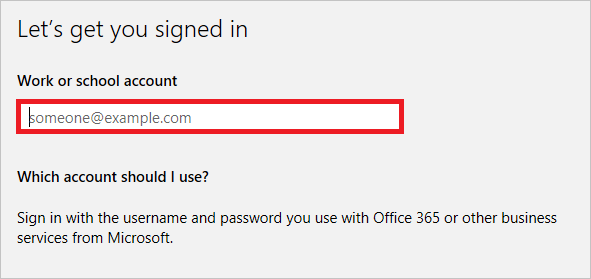 Let's get you signed in
Work or school account
someone@example.com
Which account should I use?
Sign in with the username and password you use with Office 365 or other business
services from Microsoft.